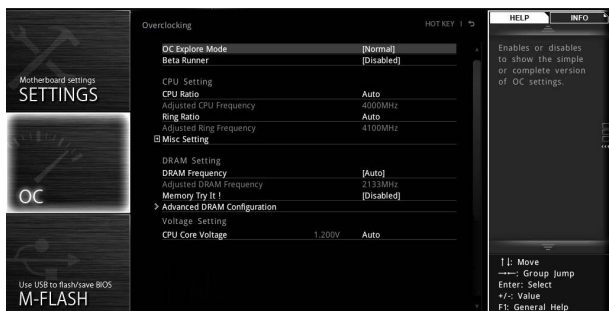 Motherboard settings
SETTINGS
OC
Use USB to flash/save BIOS
M-FLASH
Overclocking
HOT KEY |
OC Explore Mode [Normal]
Beta Runner [Disabled]
CPU Setting
CPU Ratio Auto
Adjusted CPU Frequency 4000MHz
Ring Ratio Auto
Adjusted Ring Frequency 4100MHz
Misc Setting
DRAM Setting
DRAM Frequency [Auto]
Adjusted DRAM Frequency 2133MHz
Memory Try It ! [Disabled]
Advanced DRAM Configuration
Voltage Setting
CPU Core Voltage 1.200V Auto
HELP INFO
Enables or disables
to show the simple
or complete version
of OC settings.
↑↓: Move
→←: Group Jump
Enter: Select
+/-: Value
F1: General Help